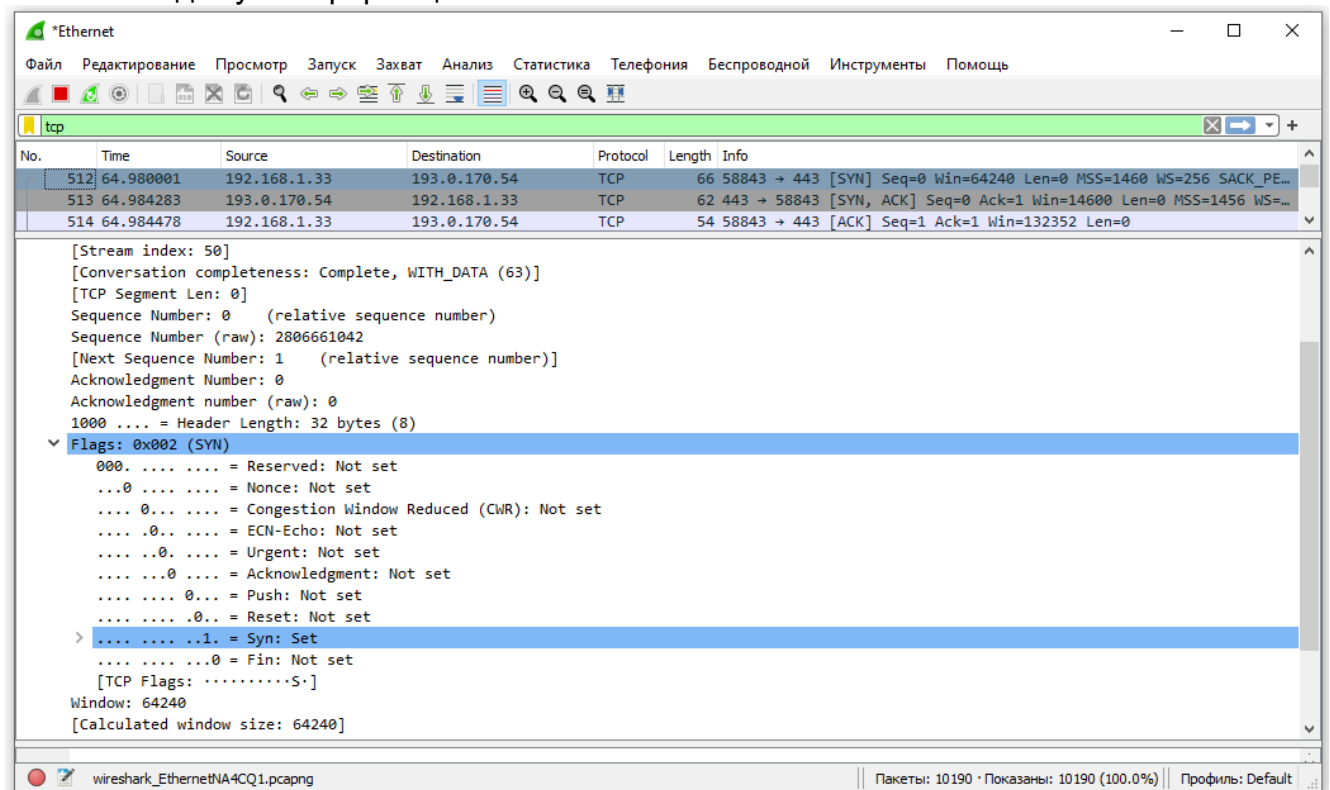 *Ethernet
Файл Редактирование Просмотр Запуск Захват Анализ Статистика Телефония Беспроводной Инструменты Помощь
tcp
No. Time Source Destination Protocol Length Info
512 64.980001 192.168.1.33 193.0.170.54 TCP 66 58843 → 443 [SYN] Seq=0 Win=64240 Len=0 MSS=1460 WS=256 SACK_PE…
513 64.984283 193.0.170.54 192.168.1.33 TCP 62 443 → 58843 [SYN, ACK] Seq=0 Ack=1 Win=14600 Len=0 MSS=1456 WS=…
514 64.984478 192.168.1.33 193.0.170.54 TCP 54 58843 → 443 [ACK] Seq=1 Ack=1 Win=132352 Len=0
[Stream index: 50]
[Conversation completeness: Complete, WITH_DATA (63)]
[TCP Segment Len: 0]
Sequence Number: 0 (relative sequence number)
Sequence Number (raw): 2806661042
[Next Sequence Number: 1 (relative sequence number)]
Acknowledgment Number: 0
Acknowledgment number (raw): 0
1000 .... = Header Length: 32 bytes (8)
Flags: 0x002 (SYN)
000. .... .... = Reserved: Not set
...0 .... .... = Nonce: Not set
.... 0... .... = Congestion Window Reduced (CWR): Not set
.... .0.. .... = ECN-Echo: Not set
.... ..0. .... = Urgent: Not set
.... ...0 .... = Acknowledgment: Not set
.... .... 0... = Push: Not set
.... .... .0.. = Reset: Not set
.... .... ..1. = Syn: Set
.... .... ...0 = Fin: Not set
[TCP Flags: ··········S·]
Window: 64240
[Calculated window size: 64240]
wireshark_EthernetNA4CQ1.pcapng Пакеты: 10190 · Показаны: 10190 (100.0%) Профиль: Default